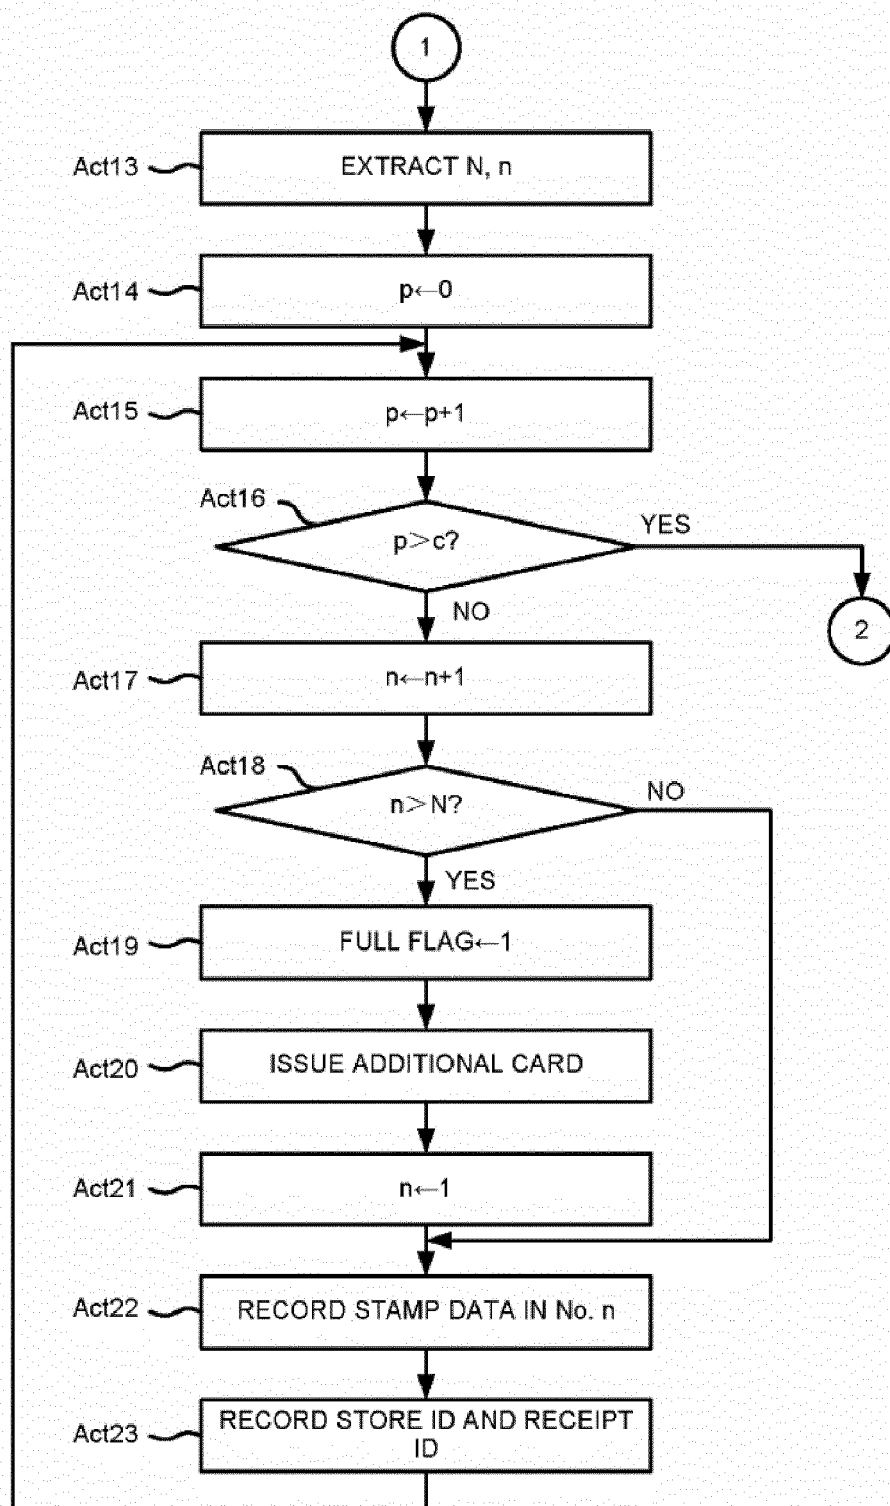 1
Act13
EXTRACT N, n
Act14
p←0
Act15
p←p+1
Act16
p＞c?
YES
NO
2
Act17
n←n+1
Act18
n＞N?
NO
YES
Act19
FULL FLAG←1
Act20
ISSUE ADDITIONAL CARD
Act21
n←1
Act22
RECORD STAMP DATA IN No. n
Act23
RECORD STORE ID AND RECEIPT
ID